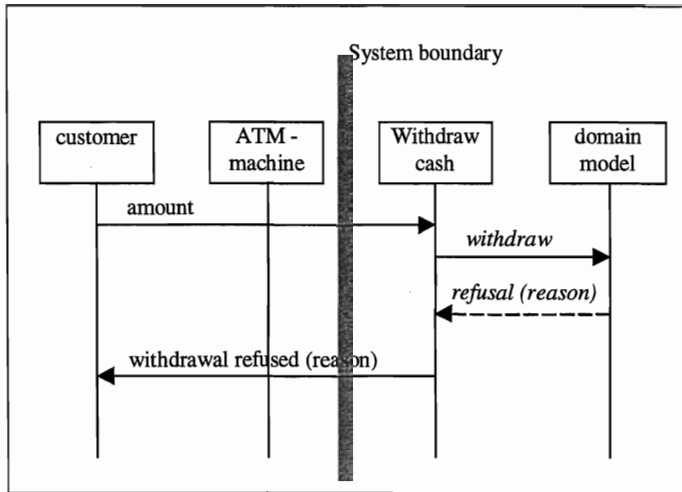 System boundary
customer
ATM -
machine
Withdraw
cash
domain
model
amount
withdraw
refusal (reason)
withdrawal refused (reason)